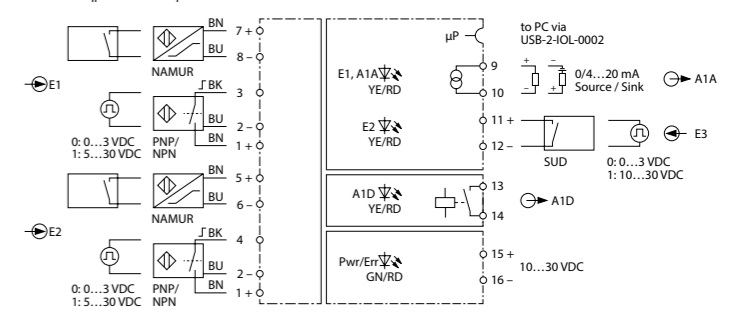 BN 7 +
BU 8 –
NAMUR
E1
BK 3
BU 2 –
BN 1 +
0: 0…3 VDC
1: 5…30 VDC
PNP/
NPN
BN 5 +
BU 6 –
NAMUR
E2
BK 4
BU 2 –
BN 1 +
0: 0…3 VDC
1: 5…30 VDC
PNP/
NPN
µP
to PC via
USB-2-IOL-0002
E1, A1A
YE/RD
9
10
+ –
– +
0/4…20 mA
Source / Sink
A1A
E2
YE/RD
11 +
12 –
SUD
E3
0: 0…3 VDC
1: 10…30 VDC
A1D
YE/RD
13
14
A1D
Pwr/Err
GN/RD
15 +
16 –
10…30 VDC